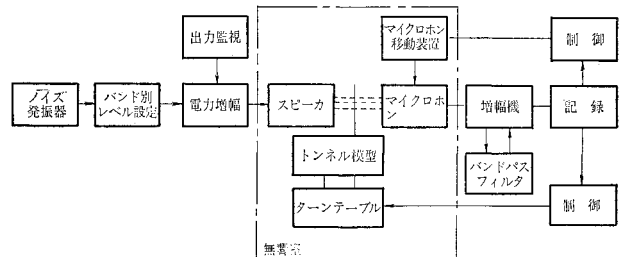 出力監視
マイクロホン
移動装置
制御
ノイズ
発振器
バンド別
レベル設定
電力増幅
スピーカ
マイクロホ
ン
増幅機
記録
トンネル模型
バンドパス
フィルタ
ターンテーブル
制御
無響室